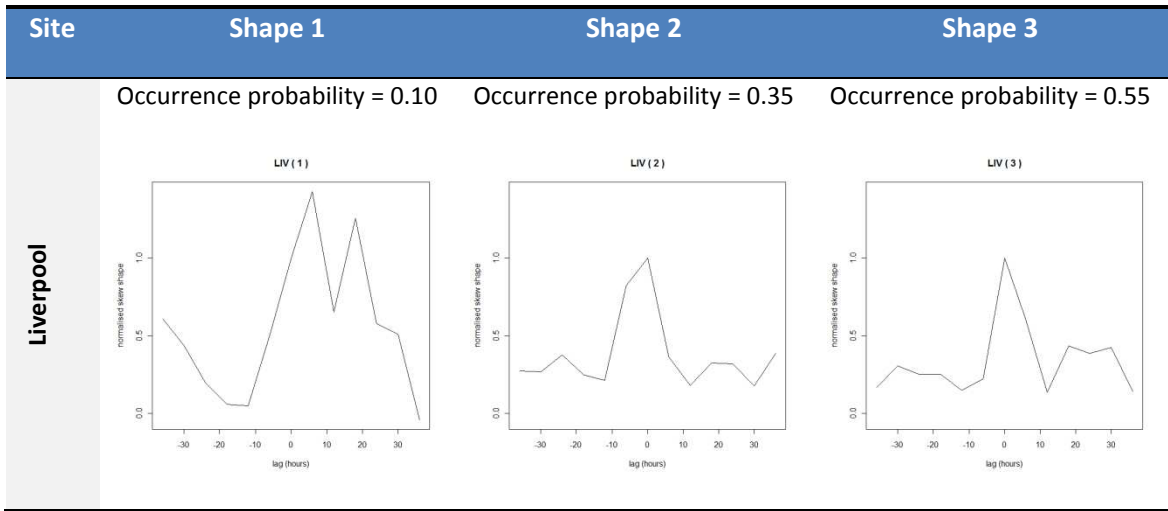 Site Shape 1 Shape 2 Shape 3
Liverpool
Occurrence probability = 0.10 Occurrence probability = 0.35 Occurrence probability = 0.55
LIV ( 1 )
normalised skew shape
1.0
0.5
0.0
-30 -20 -10 0 10 20 30
lag (hours)
LIV ( 2 )
normalised skew shape
1.0
0.5
0.0
-30 -20 -10 0 10 20 30
lag (hours)
LIV ( 3 )
normalised skew shape
1.0
0.5
0.0
-30 -20 -10 0 10 20 30
lag (hours)